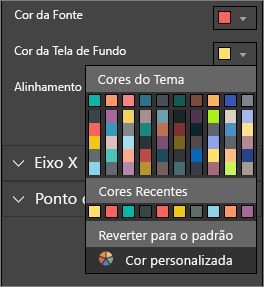 Cor da Fonte
Cor da Tela de Fundo
Alinhamento
Cores do Tema
Eixo X
Cores Recentes
Ponto d
Reverter para o padrão
Cor personalizada